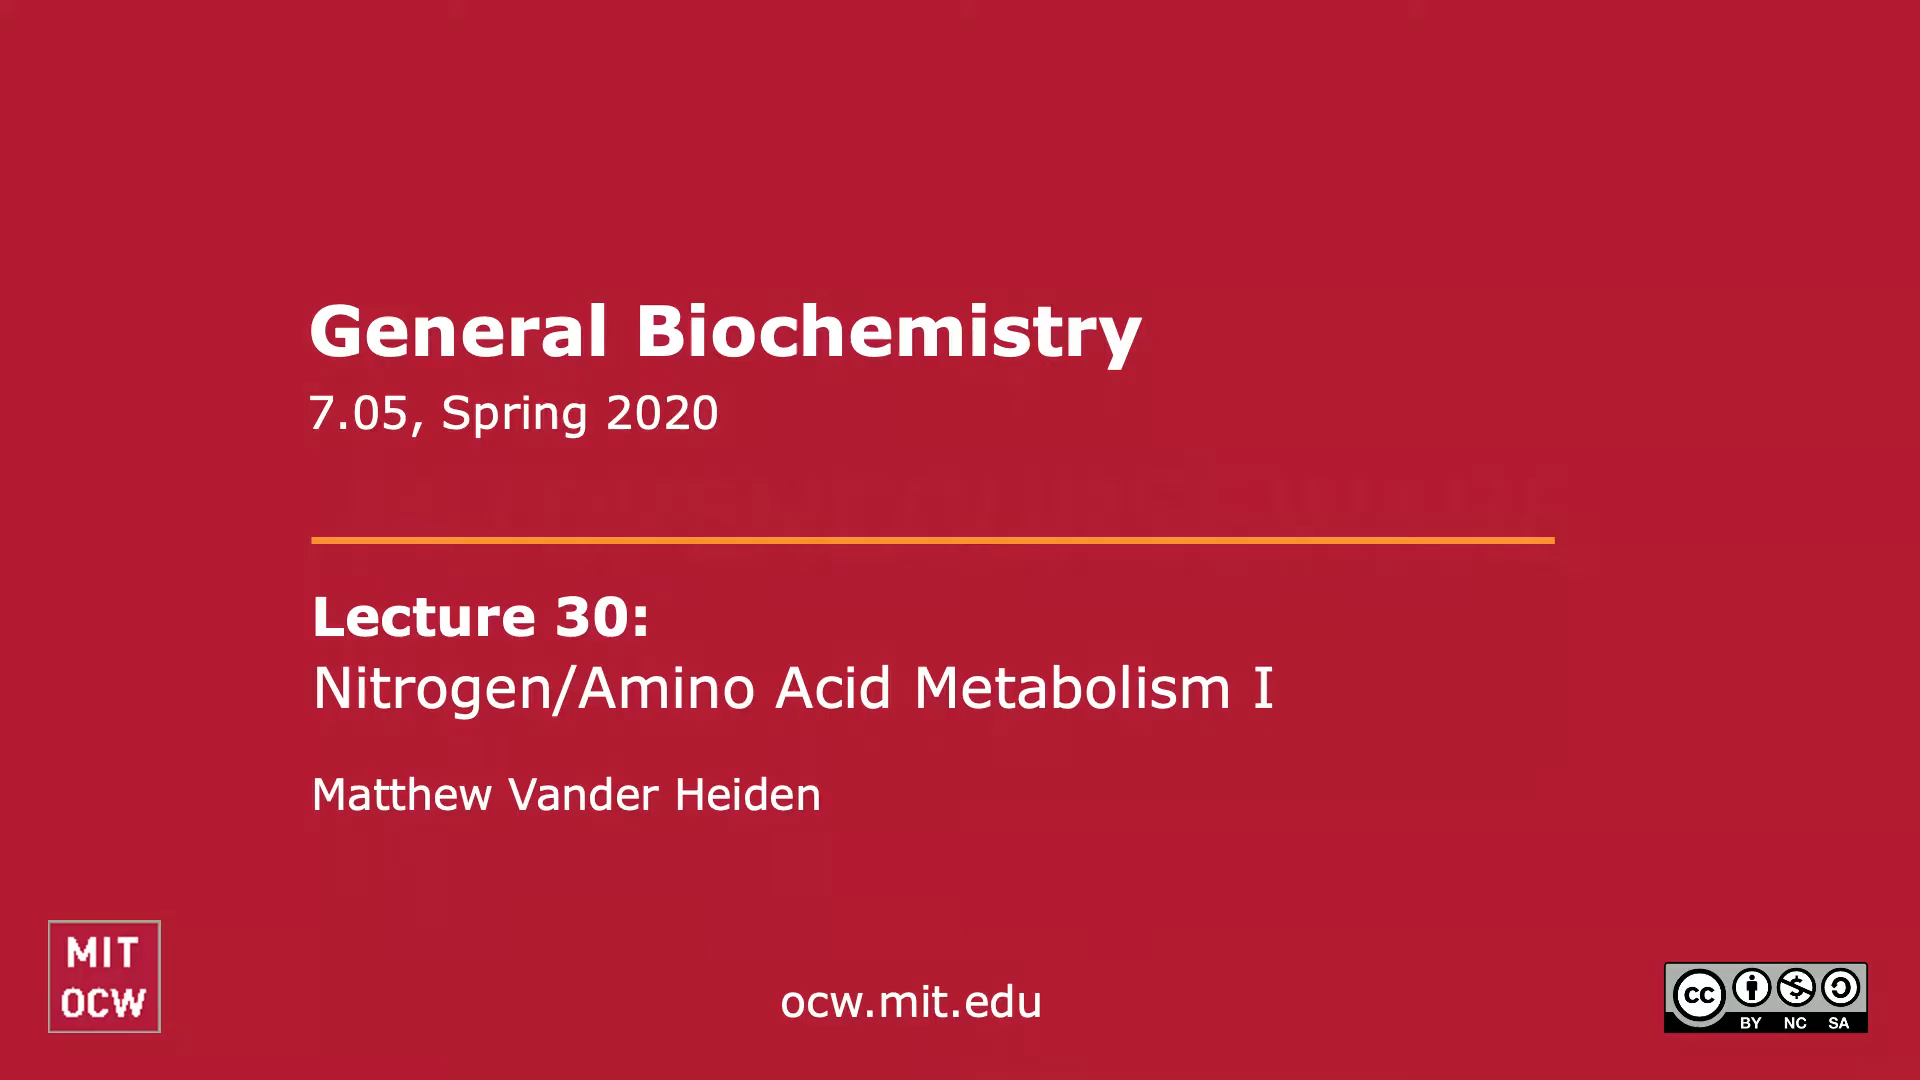 General Biochemistry
7.05, Spring 2020
Lecture 30:
Nitrogen/Amino Acid Metabolism I
Matthew Vander Heiden
MIT
OCW
ocw.mit.edu
cc
BY NC SA